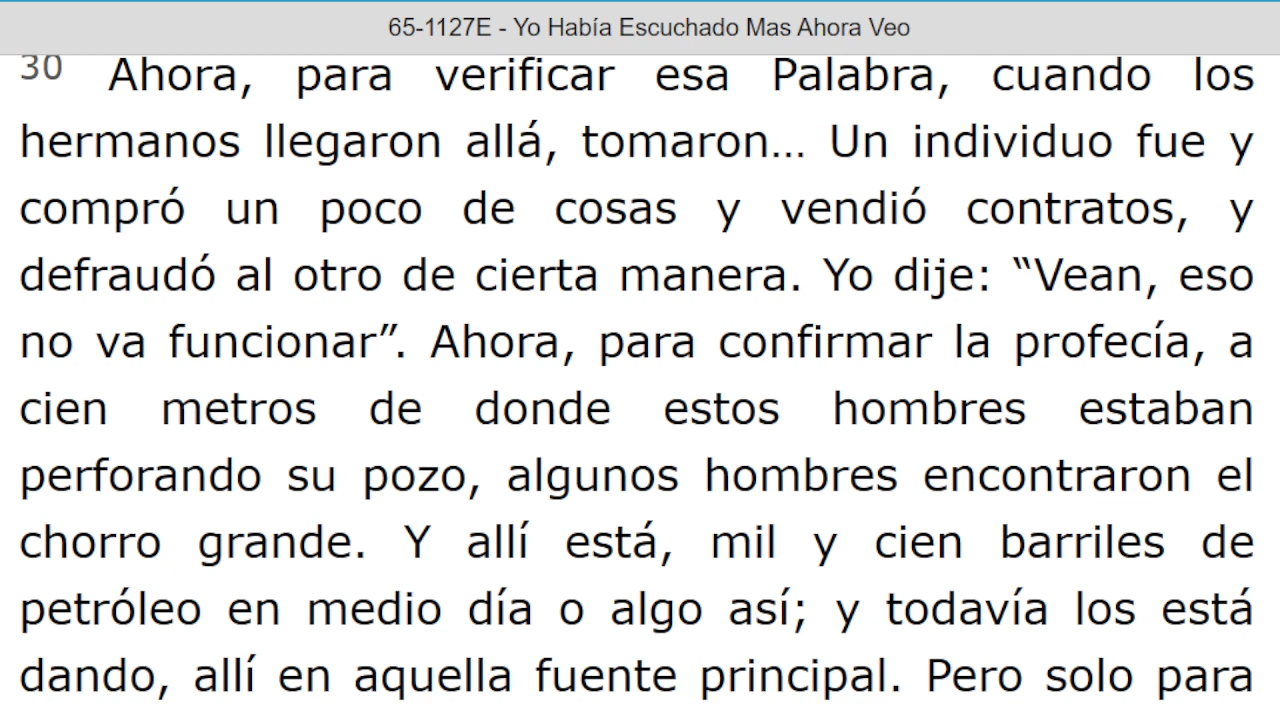 65-1127E - Yo Había Escuchado Mas Ahora Veo
30 Ahora, para verificar esa Palabra, cuando los
hermanos llegaron allá, tomaron... Un individuo fue y
compró un poco de cosas y vendió contratos, y
defraudó al otro de cierta manera. Yo dije: “Vean, eso
no va funcionar”. Ahora, para confirmar la profecía, a
cien metros de donde estos hombres estaban
perforando su pozo, algunos hombres encontraron el
chorro grande. Y allí está, mil y cien barriles de
petróleo en medio día o algo así; y todavía los está
dando, allí en aquella fuente principal. Pero solo para